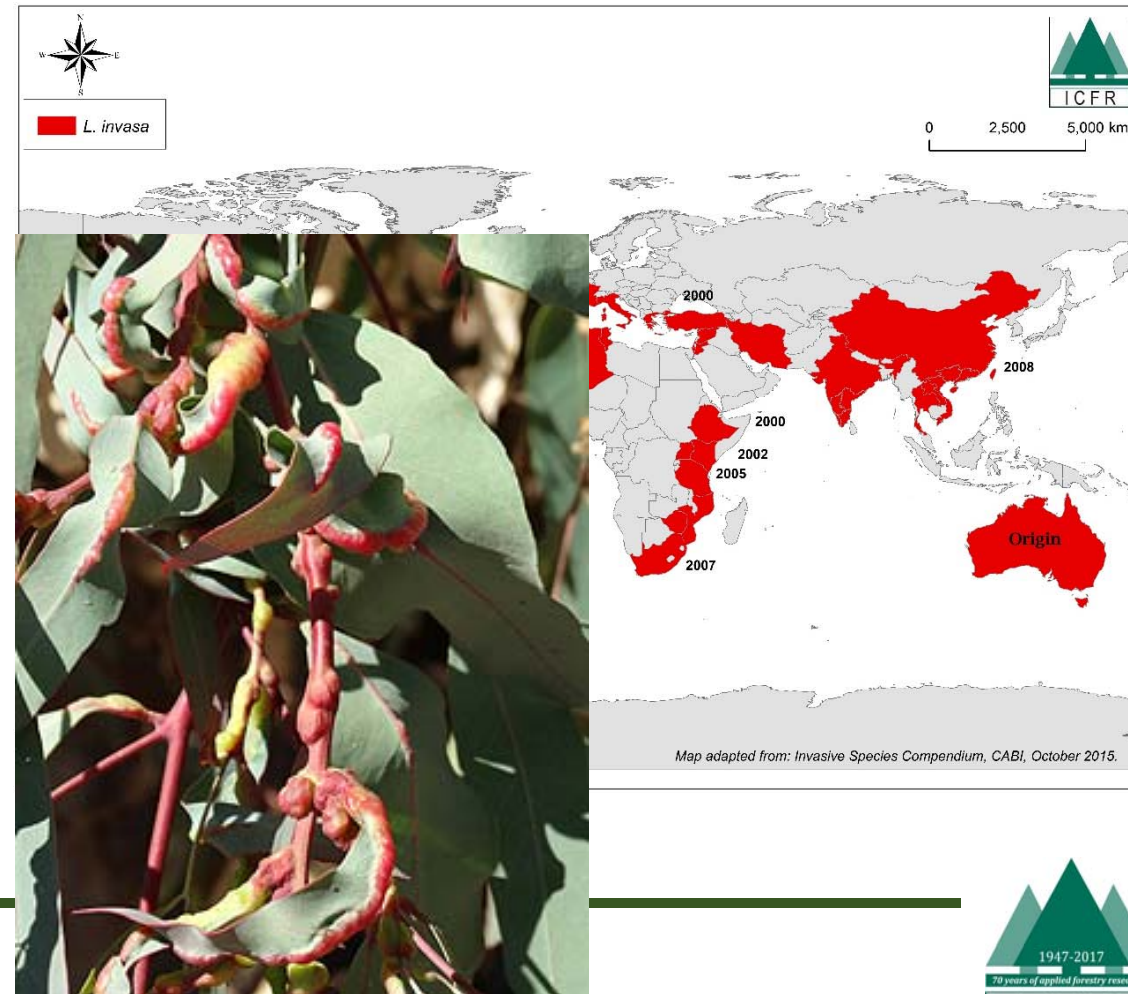 N
W E
S
ICFR
L. invasa
0 2,500 5,000 km
2000
2008
2000
2002
2005
Origin
2007
Map adapted from: Invasive Species Compendium, CABI, October 2015.
1947-2017
70 years of applied forestry